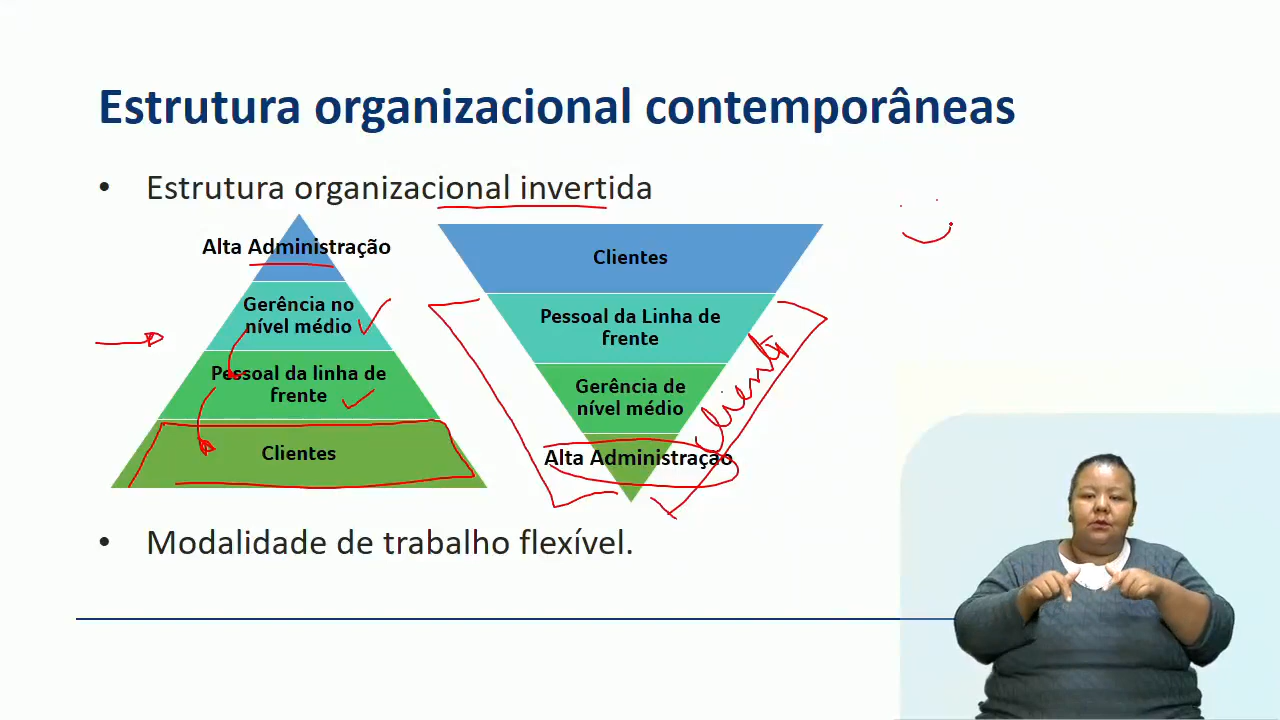 Estrutura organizacional contemporâneas
• Estrutura organizacional invertida
Alta Administração
Gerência no
nível médio
Pessoal da linha de
frente
Clientes
Clientes
Pessoal da Linha de
frente
Gerência de
nível médio
Alta Administração
Cliente
• Modalidade de trabalho flexível.